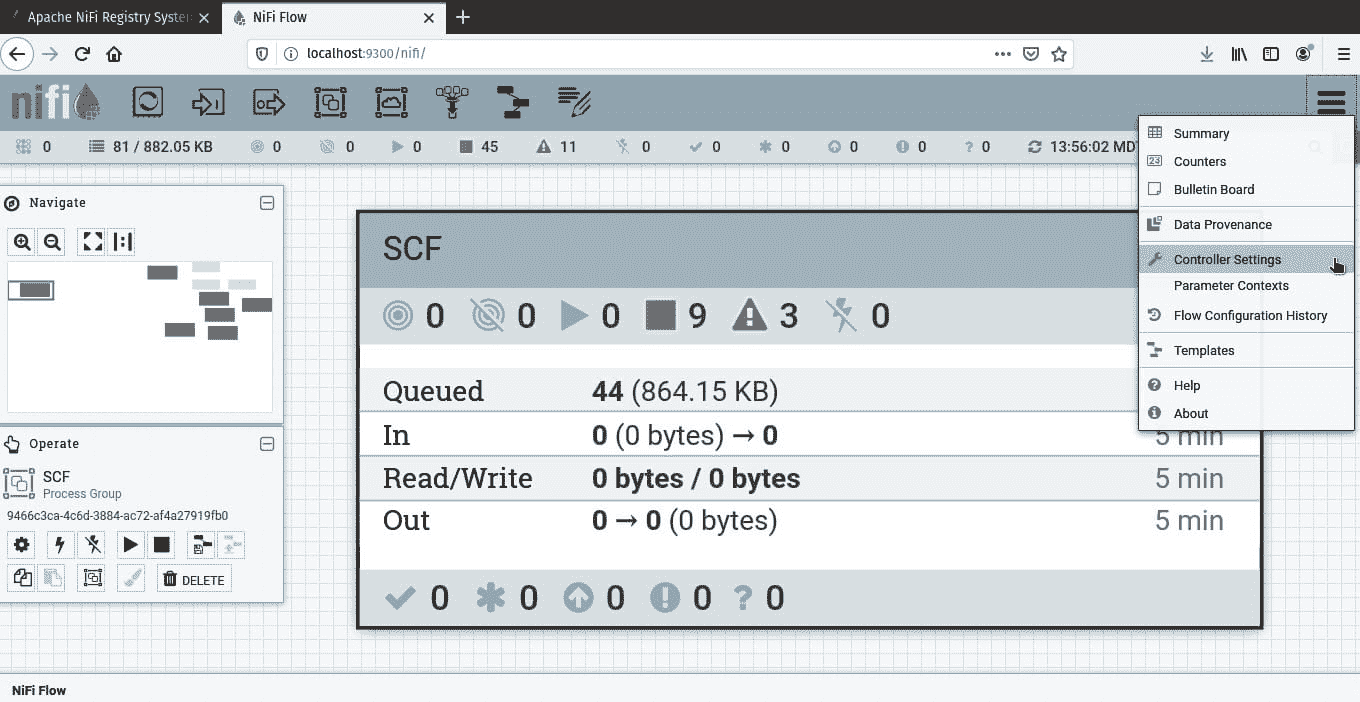 Apache NiFi Registry System
NiFi Flow
localhost:9300/nifi/
nifi
0 81 / 882.05 KB 0 0 0 45 11 0 0 0 0 0 ? 0 13:56:02 MDT
Summary
23 Counters
Bulletin Board
Data Provenance
Controller Settings
Parameter Contexts
Flow Configuration History
Templates
? Help
About
Navigate
Operate
SCF
Process Group
9466c3ca-4c6d-3884-ac72-af4a27919fb0
DELETE
SCF
0 0 0 9 3 0
Queued 44 (864.15 KB)
In 0 (0 bytes) → 0 5 min
Read/Write 0 bytes / 0 bytes 5 min
Out 0 → 0 (0 bytes) 5 min
0 0 0 0 ? 0
NiFi Flow